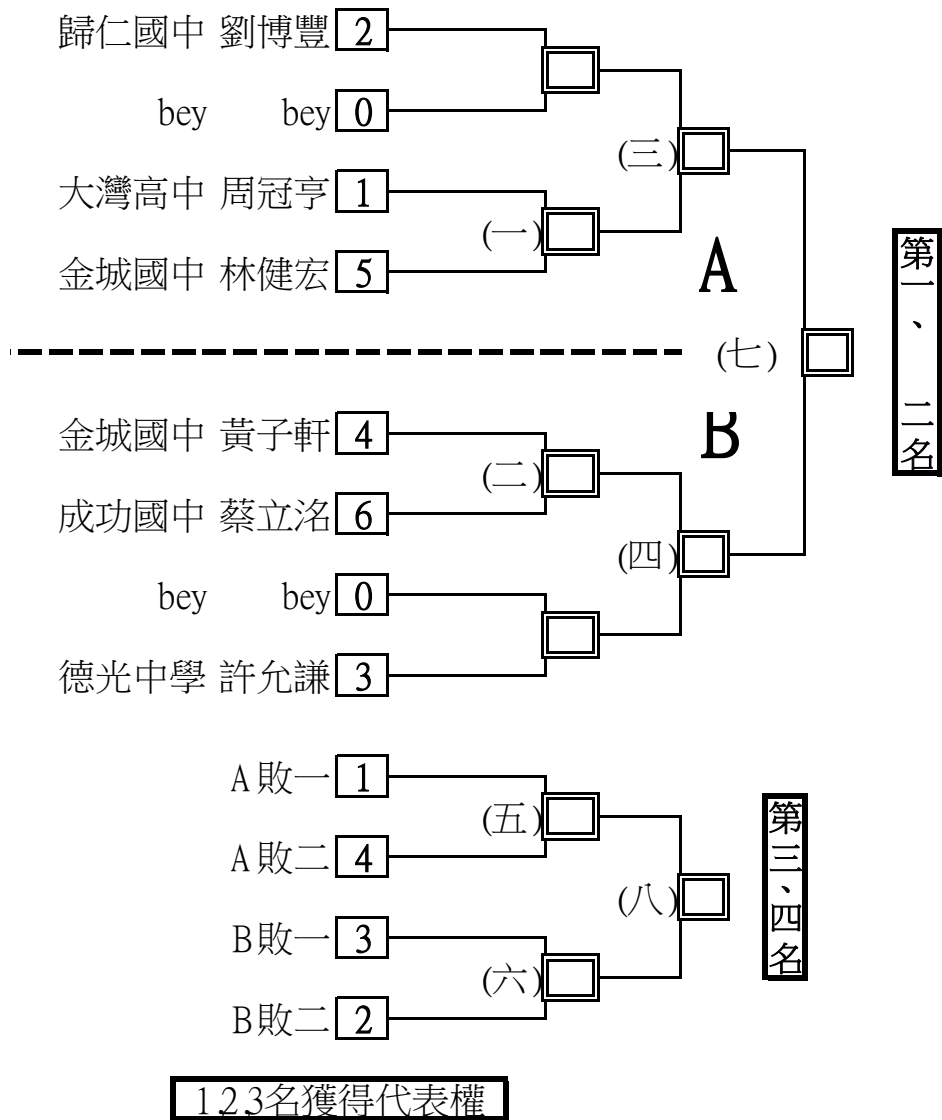 歸仁國中 劉博豐 2
bey bey 0
(三)
大灣高中 周冠亨 1
(一)
金城國中 林健宏 5
A
第一、二名
(七)
B
金城國中 黃子軒 4
(二)
成功國中 蔡立洺 6
(四)
bey bey 0
德光中學 許允謙 3
A敗一 1
(五)
A敗二 4
第三、四名
(八)
B敗一 3
(六)
B敗二 2
1,2,3名獲得代表權